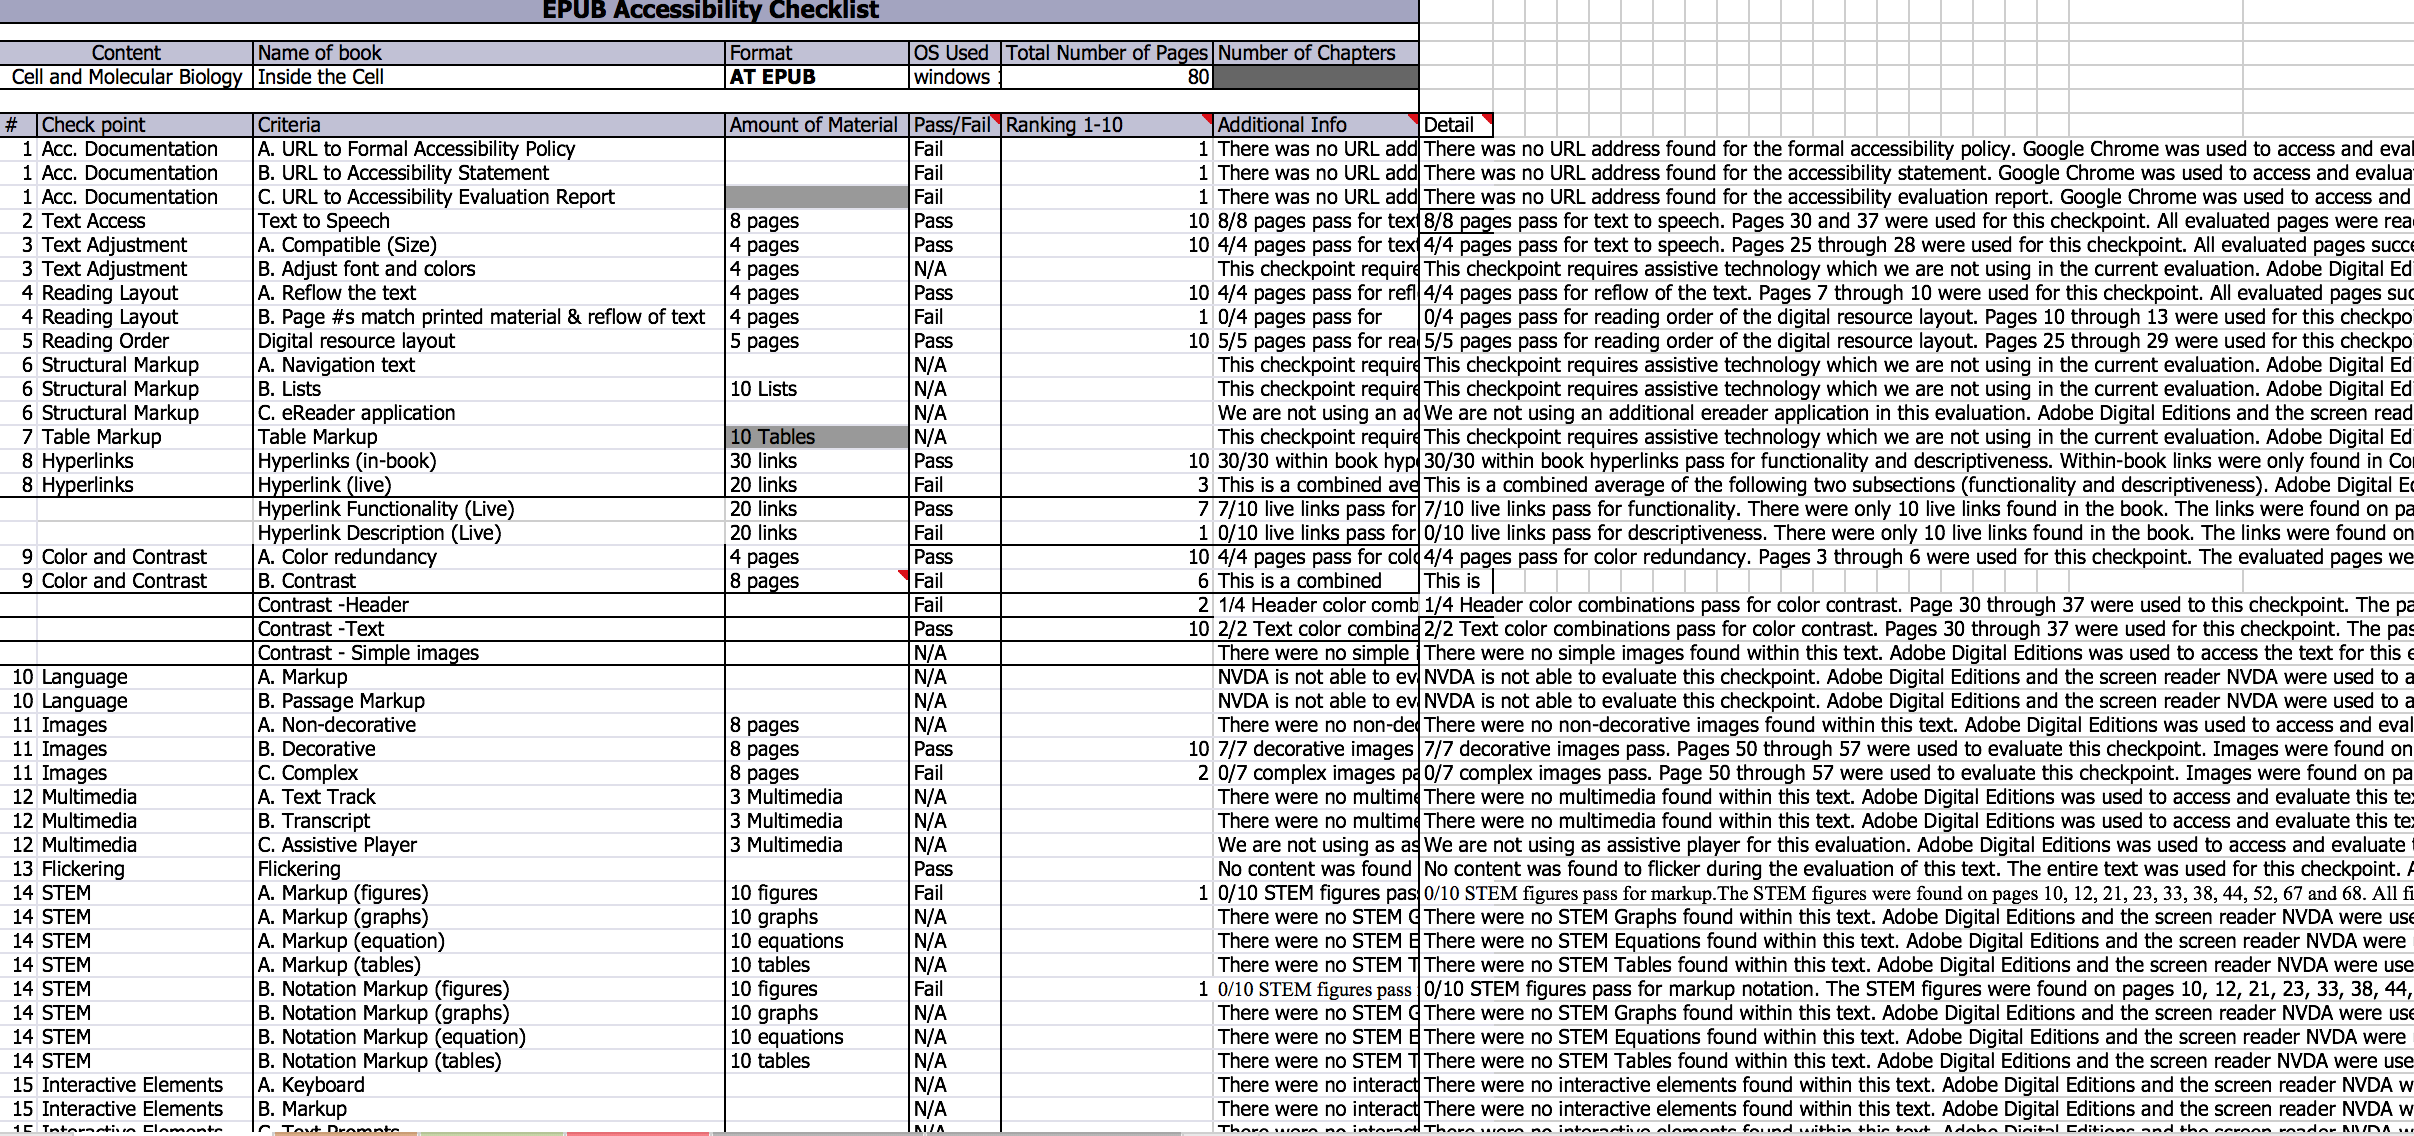 EPUB Accessibility Checklist
Content Name of book Format OS Used Total Number of Pages Number of Chapters
Cell and Molecular Biology Inside the Cell AT EPUB windows 80
# Check point Criteria Amount of Material Pass/Fail Ranking 1-10 Additional Info Detail
1 Acc. Documentation A. URL to Formal Accessibility Policy Fail 1 There was no URL add There was no URL address found for the formal accessibility policy. Google Chrome was used to access and eval
1 Acc. Documentation B. URL to Accessibility Statement Fail 1 There was no URL add There was no URL address found for the accessibility statement. Google Chrome was used to access and evalua
1 Acc. Documentation C. URL to Accessibility Evaluation Report Fail 1 There was no URL add There was no URL address found for the accessibility evaluation report. Google Chrome was used to access and
2 Text Access Text to Speech 8 pages Pass 10 8/8 pages pass for text 8/8 pages pass for text to speech. Pages 30 and 37 were used for this checkpoint. All evaluated pages were rea
3 Text Adjustment A. Compatible (Size) 4 pages Pass 10 4/4 pages pass for text 4/4 pages pass for text to speech. Pages 25 through 28 were used for this checkpoint. All evaluated pages succe
3 Text Adjustment B. Adjust font and colors 4 pages N/A This checkpoint require This checkpoint requires assistive technology which we are not using in the current evaluation. Adobe Digital Ed
4 Reading Layout A. Reflow the text 4 pages Pass 10 4/4 pages pass for refl 4/4 pages pass for reflow of the text. Pages 7 through 10 were used for this checkpoint. All evaluated pages suc
4 Reading Layout B. Page #s match printed material & reflow of text 4 pages Fail 1 0/4 pages pass for 0/4 pages pass for reading order of the digital resource layout. Pages 10 through 13 were used for this checkpo
5 Reading Order Digital resource layout 5 pages Pass 10 5/5 pages pass for rea 5/5 pages pass for reading order of the digital resource layout. Pages 25 through 29 were used for this checkpo
6 Structural Markup A. Navigation text N/A This checkpoint require This checkpoint requires assistive technology which we are not using in the current evaluation. Adobe Digital Ed
6 Structural Markup B. Lists 10 Lists N/A This checkpoint require This checkpoint requires assistive technology which we are not using in the current evaluation. Adobe Digital Ed
6 Structural Markup C. eReader application N/A We are not using an ad We are not using an additional ereader application in this evaluation. Adobe Digital Editions and the screen read
7 Table Markup Table Markup 10 Tables N/A This checkpoint require This checkpoint requires assistive technology which we are not using in the current evaluation. Adobe Digital Ed
8 Hyperlinks Hyperlinks (in-book) 30 links Pass 10 30/30 within book hype 30/30 within book hyperlinks pass for functionality and descriptiveness. Within-book links were only found in Co
8 Hyperlinks Hyperlink (live) 20 links Fail 3 This is a combined ave This is a combined average of the following two subsections (functionality and descriptiveness). Adobe Digital Ed
Hyperlink Functionality (Live) 20 links Pass 7 7/10 live links pass for 7/10 live links pass for functionality. There were only 10 live links found in the book. The links were found on pa
Hyperlink Description (Live) 20 links Fail 1 0/10 live links pass for 0/10 live links pass for descriptiveness. There were only 10 live links found in the book. The links were found on
9 Color and Contrast A. Color redundancy 4 pages Pass 10 4/4 pages pass for colo 4/4 pages pass for color redundancy. Pages 3 through 6 were used for this checkpoint. The evaluated pages we
9 Color and Contrast B. Contrast 8 pages Fail 6 This is a combined This is
Contrast -Header Fail 2 1/4 Header color comb 1/4 Header color combinations pass for color contrast. Page 30 through 37 were used to this checkpoint. The pa
Contrast -Text Pass 10 2/2 Text color combina 2/2 Text color combinations pass for color contrast. Pages 30 through 37 were used for this checkpoint. The pas
Contrast - Simple images N/A There were no simple i There were no simple images found within this text. Adobe Digital Editions was used to access the text for this e
10 Language A. Markup N/A NVDA is not able to ev NVDA is not able to evaluate this checkpoint. Adobe Digital Editions and the screen reader NVDA were used to a
10 Language B. Passage Markup N/A NVDA is not able to ev NVDA is not able to evaluate this checkpoint. Adobe Digital Editions and the screen reader NVDA were used to a
11 Images A. Non-decorative 8 pages N/A There were no non-dec There were no non-decorative images found within this text. Adobe Digital Editions was used to access and eval
11 Images B. Decorative 8 pages Pass 10 7/7 decorative images 7/7 decorative images pass. Pages 50 through 57 were used to evaluate this checkpoint. Images were found on
11 Images C. Complex 8 pages Fail 2 0/7 complex images pa 0/7 complex images pass. Page 50 through 57 were used to evaluate this checkpoint. Images were found on pa
12 Multimedia A. Text Track 3 Multimedia N/A There were no multime There were no multimedia found within this text. Adobe Digital Editions was used to access and evaluate this te
12 Multimedia B. Transcript 3 Multimedia N/A There were no multime There were no multimedia found within this text. Adobe Digital Editions was used to access and evaluate this te
12 Multimedia C. Assistive Player 3 Multimedia N/A We are not using as as We are not using as assistive player for this evaluation. Adobe Digital Editions was used to access and evaluate
13 Flickering Flickering Pass No content was found No content was found to flicker during the evaluation of this text. The entire text was used for this checkpoint. A
14 STEM A. Markup (figures) 10 figures Fail 1 0/10 STEM figures pas 0/10 STEM figures pass for markup.The STEM figures were found on pages 10, 12, 21, 23, 33, 38, 44, 52, 67 and 68. All fi
14 STEM A. Markup (graphs) 10 graphs N/A There were no STEM G There were no STEM Graphs found within this text. Adobe Digital Editions and the screen reader NVDA were use
14 STEM A. Markup (equation) 10 equations N/A There were no STEM E There were no STEM Equations found within this text. Adobe Digital Editions and the screen reader NVDA were
14 STEM A. Markup (tables) 10 tables N/A There were no STEM T There were no STEM Tables found within this text. Adobe Digital Editions and the screen reader NVDA were use
14 STEM B. Notation Markup (figures) 10 figures Fail 1 0/10 STEM figures pass 0/10 STEM figures pass for markup notation. The STEM figures were found on pages 10, 12, 21, 23, 33, 38, 44,
14 STEM B. Notation Markup (graphs) 10 graphs N/A There were no STEM G There were no STEM Graphs found within this text. Adobe Digital Editions and the screen reader NVDA were use
14 STEM B. Notation Markup (equation) 10 equations N/A There were no STEM E There were no STEM Equations found within this text. Adobe Digital Editions and the screen reader NVDA were
14 STEM B. Notation Markup (tables) 10 tables N/A There were no STEM T There were no STEM Tables found within this text. Adobe Digital Editions and the screen reader NVDA were use
15 Interactive Elements A. Keyboard N/A There were no interact There were no interactive elements found within this text. Adobe Digital Editions and the screen reader NVDA w
15 Interactive Elements B. Markup N/A There were no interact There were no interactive elements found within this text. Adobe Digital Editions and the screen reader NVDA w
15 Interactive Elements C. Text Prompts N/A There were no interact There were no interactive elements found within this text. Adobe Digital Editions and the screen reader NVDA w